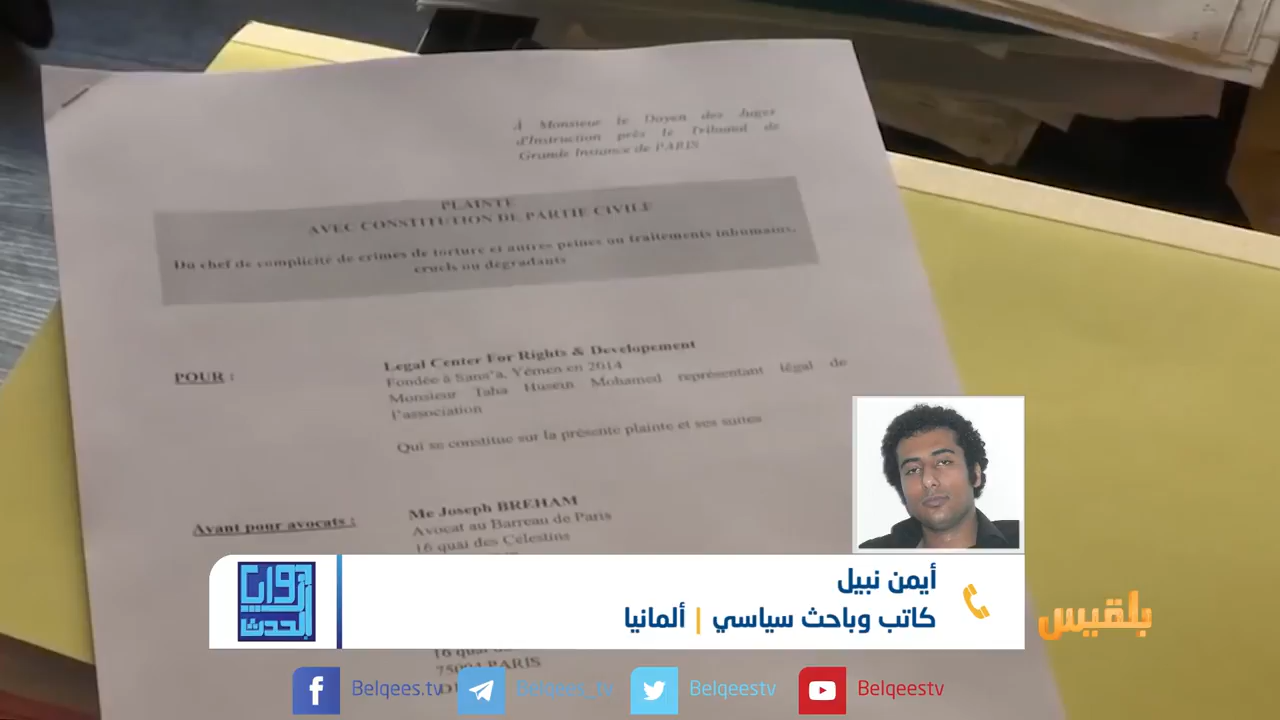 À Monsieur le Doyen des Juges
d'Instruction près le Tribunal de
Grande Instance de PARIS
PLAINTE
AVEC CONSTITUTION DE PARTIE CIVILE
Du chef de complicité de crimes de torture et autres peines ou traitements inhumains,
cruels ou dégradants
POUR :
Legal Center For Rights & Developement
Fondée à Sana'a, Yémen en 2014
Monsieur Taha Husein Mohamed représentant légal de
l'association
Qui se constitue sur la présente plainte et ses suites
Ayant pour avocats :
Me Joseph BREHAM
Avocat au Barreau de Paris
16 quai des Celestins
أيمن نبيل
كاتب وباحث سياسي | ألمانيا
زوايا الحدث
بلقيس
16 quai
PARIS
Belqees.tv
Belqees_tv
Belqeestv
Belqeestv